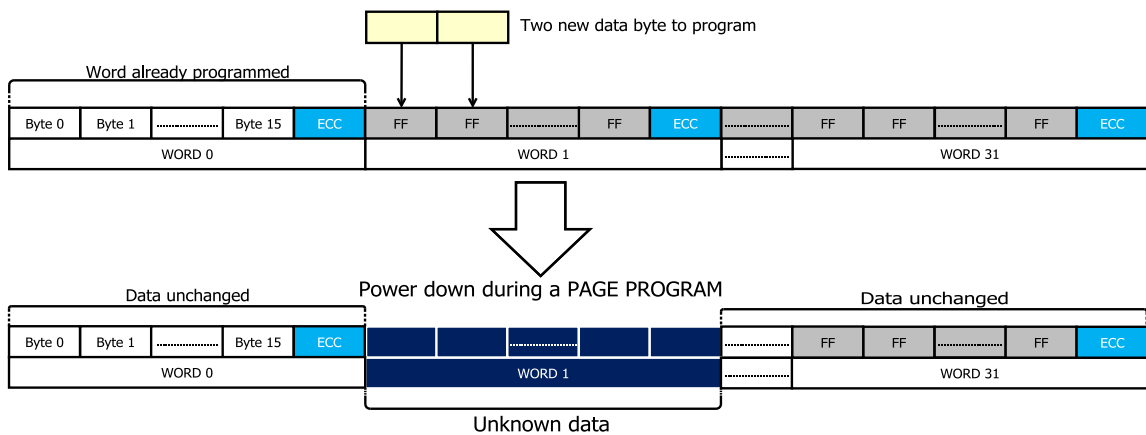 Two new data byte to program
Word already programmed
Byte 0 Byte 1 Byte 15 ECC FF FF FF ECC FF FF FF ECC
WORD 0 WORD 1 WORD 31
Power down during a PAGE PROGRAM
Data unchanged Data unchanged
Byte 0 Byte 1 Byte 15 ECC FF FF FF ECC
WORD 0 WORD 1 WORD 31
Unknown data